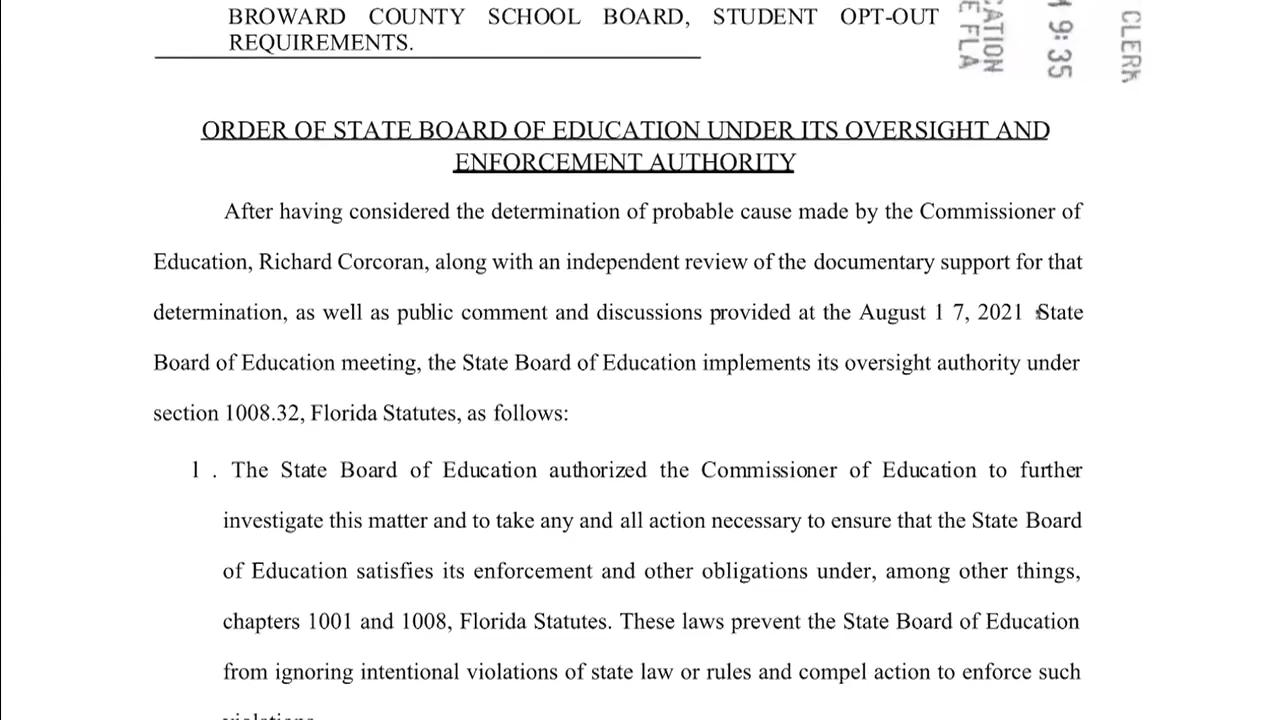 BROWARD COUNTY SCHOOL BOARD, STUDENT OPT-OUT
REQUIREMENTS.
CLERK
9:35
E FLA
ORDER OF STATE BOARD OF EDUCATION UNDER ITS OVERSIGHT AND
ENFORCEMENT AUTHORITY
After having considered the determination of probable cause made by the Commissioner of
Education, Richard Corcoran, along with an independent review of the documentary support for that
determination, as well as public comment and discussions provided at the August 1 7, 2021 State
Board of Education meeting, the State Board of Education implements its oversight authority under
section 1008.32, Florida Statutes, as follows:
1 . The State Board of Education authorized the Commissioner of Education to further
investigate this matter and to take any and all action necessary to ensure that the State Board
of Education satisfies its enforcement and other obligations under, among other things,
chapters 1001 and 1008, Florida Statutes. These laws prevent the State Board of Education
from ignoring intentional violations of state law or rules and compel action to enforce such